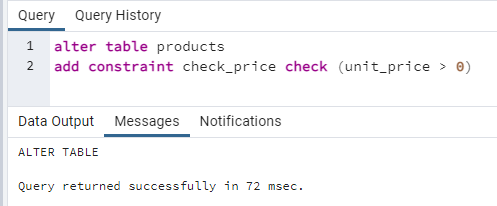 Query Query History
1 alter table products
2 add constraint check_price check (unit_price > 0)
Data Output Messages Notifications
ALTER TABLE
Query returned successfully in 72 msec.